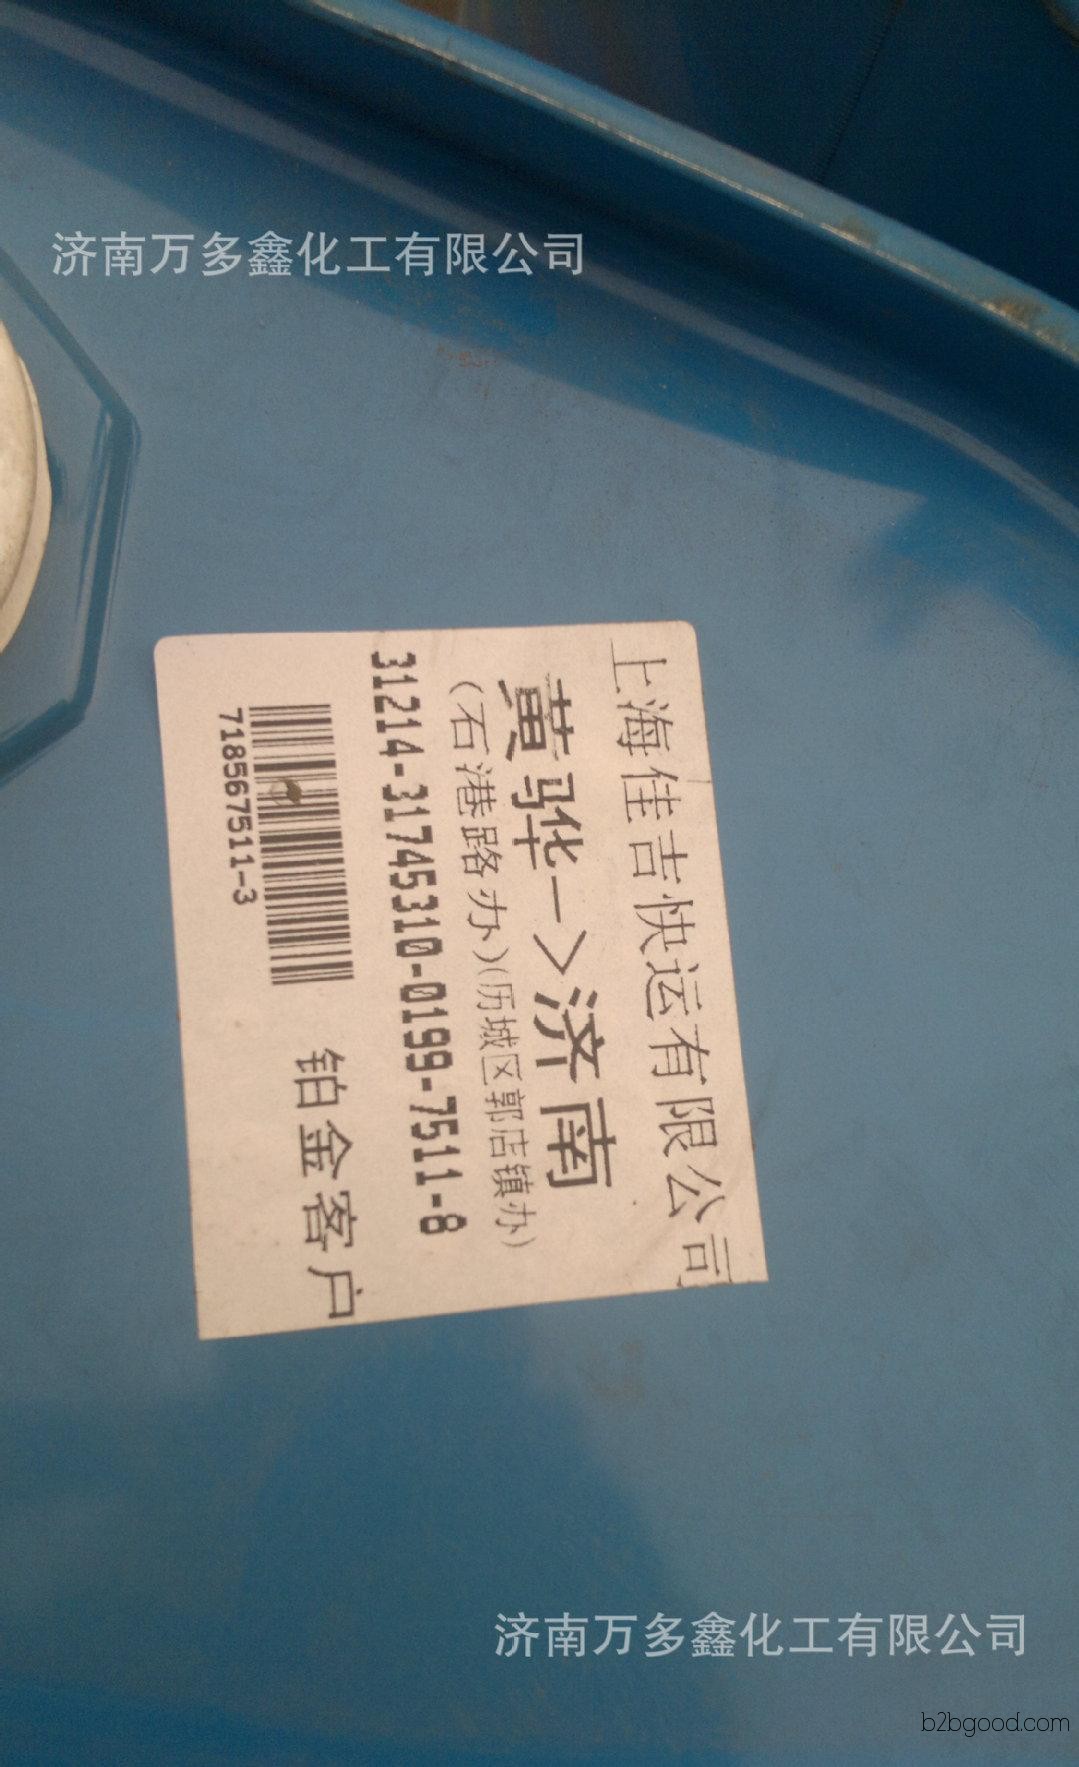 济南万多鑫化工有限公司
上海佳吉快运有限公司
黄骅->济南
(石港路办)(历城区郭店镇办)
31214-31745310-0199-7511-8
718567511-3
铂金客户
济南万多鑫化工有限公司
b2bgood.com